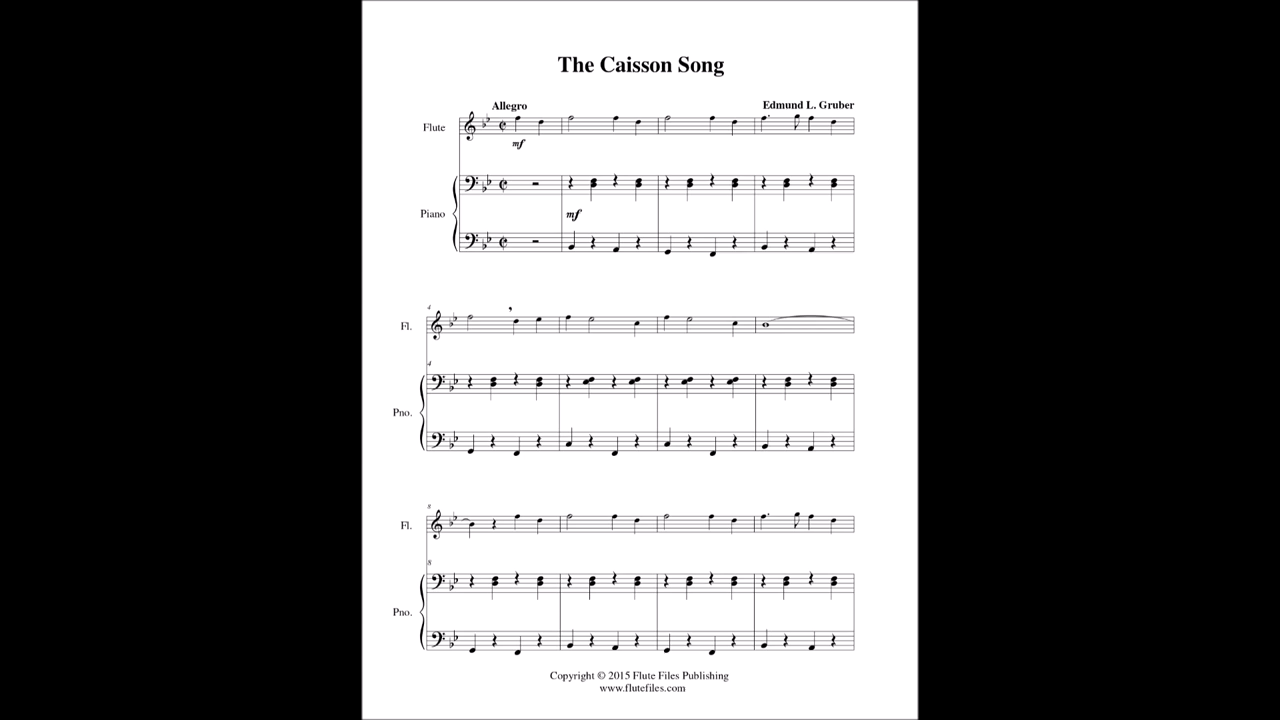 The Caisson Song
Allegro
Edmund L. Gruber
Flute
mf
Piano
mf
4
Fl.
4
Pno.
8
Fl.
8
Pno.
Copyright © 2015 Flute Files Publishing
www.flutefiles.com